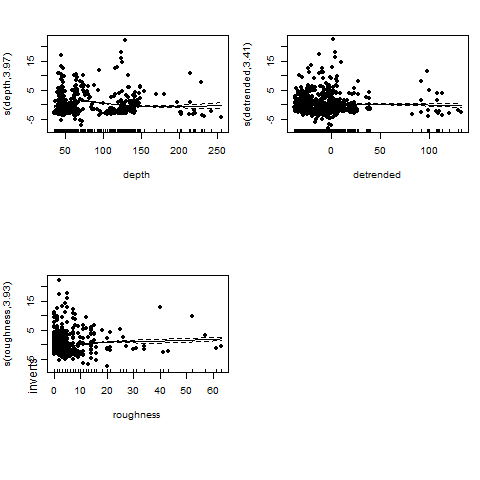 s(depth,3.97)
15
5
-5
50 100 150 200 250
depth
s(detrended,3.41)
15
5
-5
0 50 100
detrended
s(roughness,3.93)
inverts
15
5
-5
0 10 20 30 40 50 60
roughness